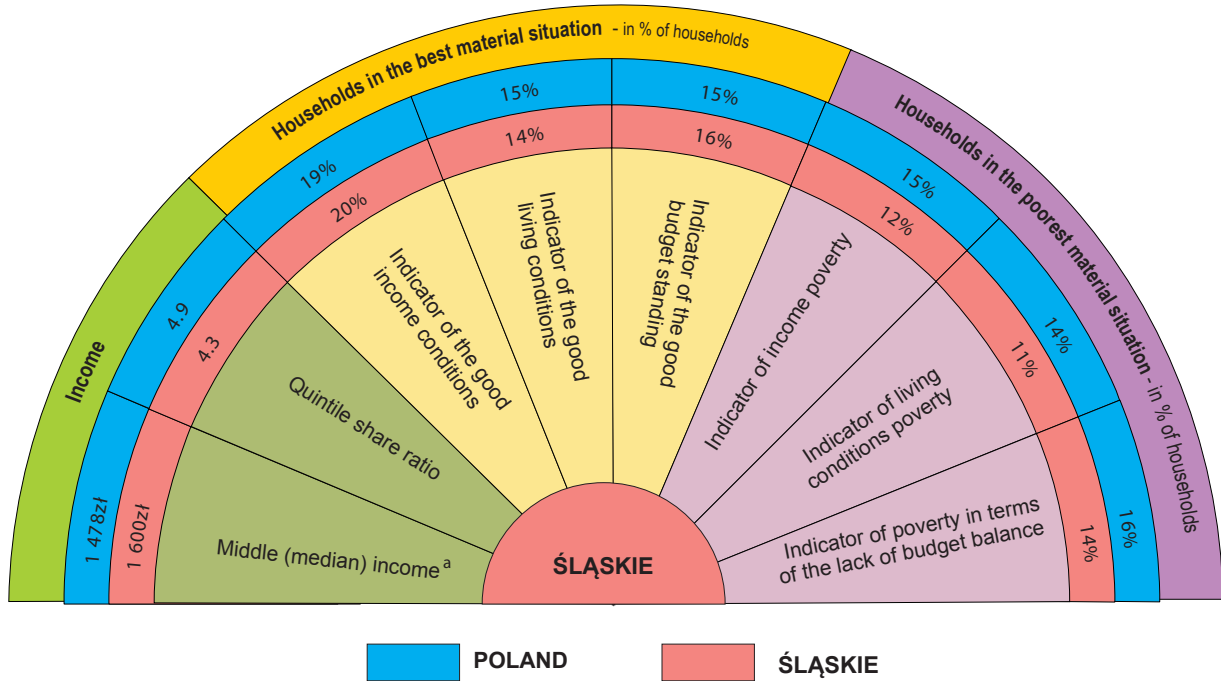 Income
Households in the best material situation - in % of households
Households in the poorest material situation - in % of households
1 478zł
4.9
19%
15%
15%
15%
14%
16%
1 600zł
4.3
20%
14%
16%
12%
11%
14%
Middle (median) income a
Quintile share ratio
Indicator of the good
income conditions
Indicator of the good
living conditions
Indicator of the good
budget standing
Indicator of income poverty
Indicator of living
conditions poverty
Indicator of poverty in terms
of the lack of budget balance
ŚLĄSKIE
POLAND
ŚLĄSKIE